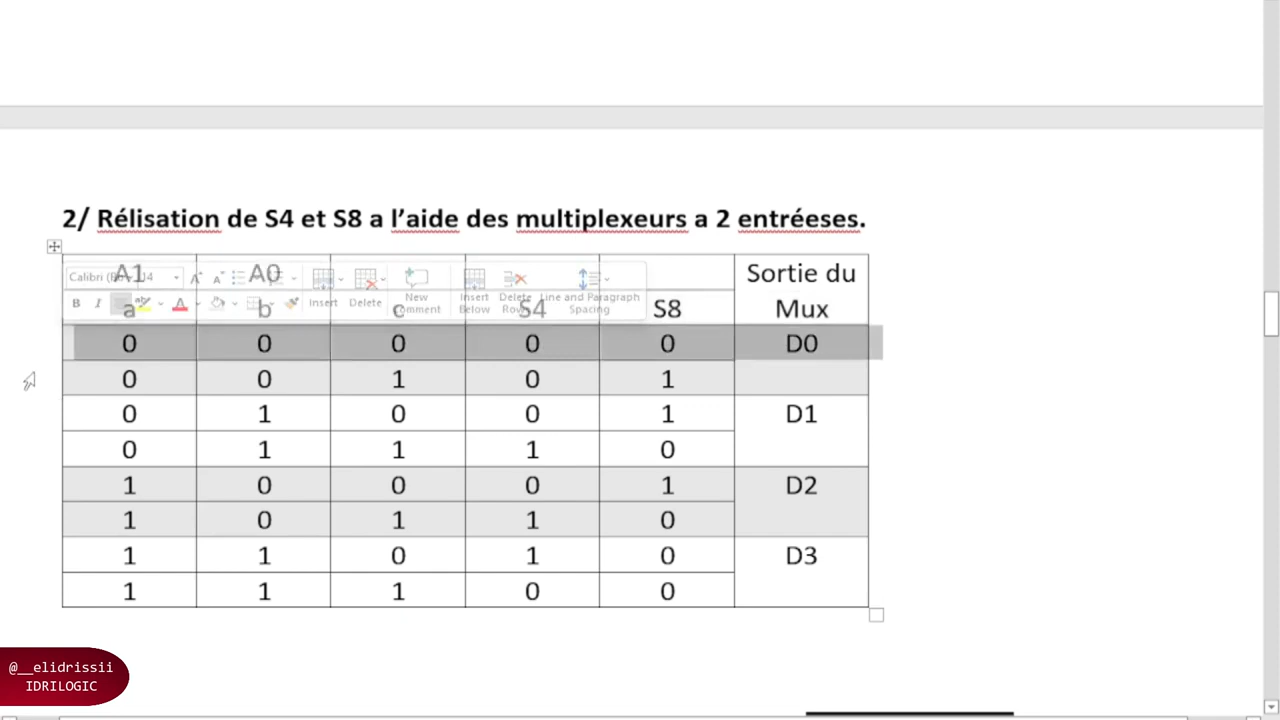 2/ Rélisation de S4 et S8 a l’aide des multiplexeurs a 2 entréeses.
A1 A0 Sortie du
a b c S4 S8 Mux
Calibri 14
B I A Insert Delete New Comment Insert Below Delete Line and Paragraph Spacing
0 0 0 0 0 D0
0 0 1 0 1
0 1 0 0 1 D1
0 1 1 1 0
1 0 0 0 1 D2
1 0 1 1 0
1 1 0 1 0 D3
1 1 1 0 0
@__elidrissii
IDRILOGIC